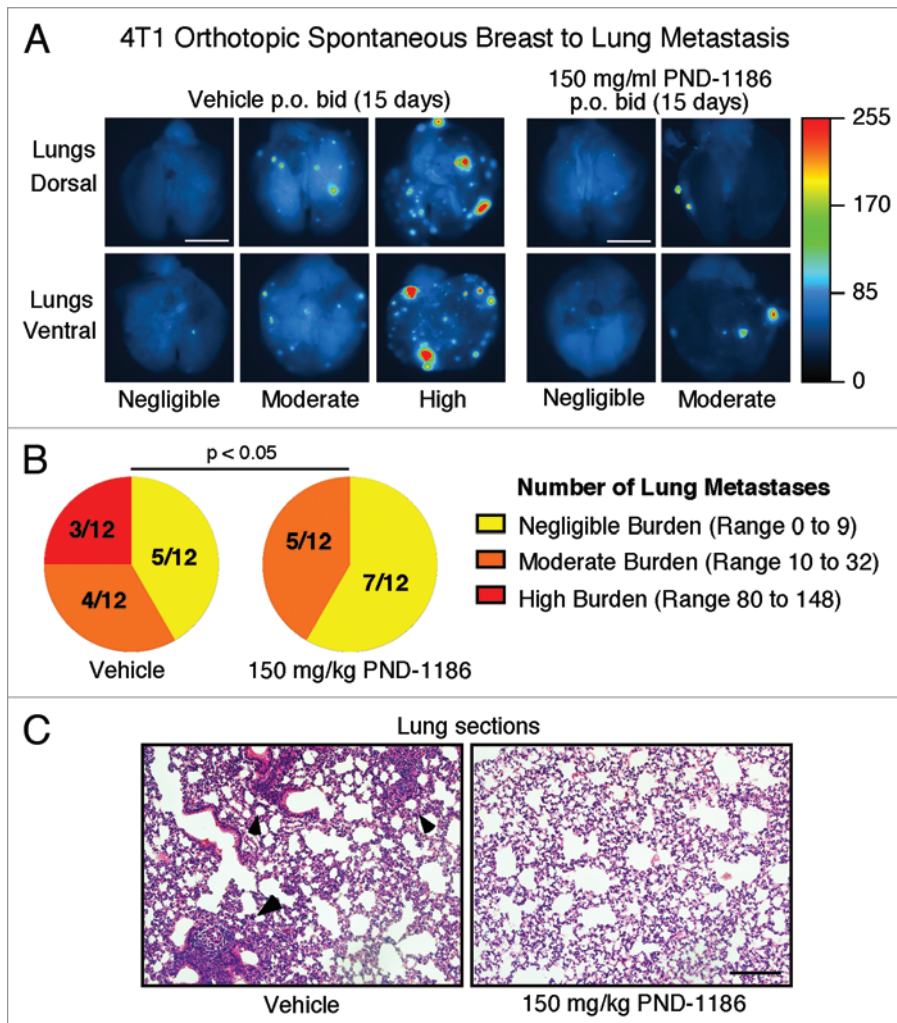 A
4T1 Orthotopic Spontaneous Breast to Lung Metastasis
Vehicle p.o. bid (15 days)
150 mg/ml PND-1186
p.o. bid (15 days)
Lungs
Dorsal
Lungs
Ventral
255
170
85
0
Negligible
Moderate
High
Negligible
Moderate
B
p < 0.05
3/12
5/12
4/12
Vehicle
5/12
7/12
150 mg/kg PND-1186
Number of Lung Metastases
Negligible Burden (Range 0 to 9)
Moderate Burden (Range 10 to 32)
High Burden (Range 80 to 148)
C
Lung sections
Vehicle
150 mg/kg PND-1186